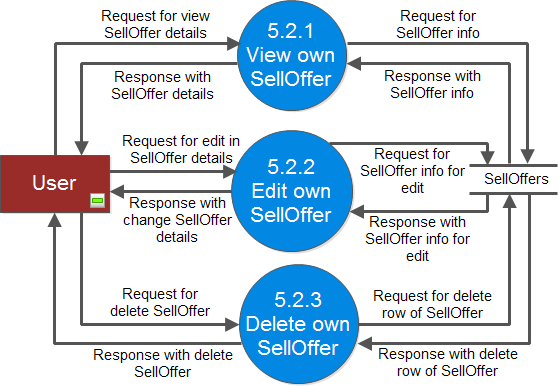 Request for view
SellOffer details
5.2.1
View own
SellOffer
Request for
SellOffer info
Response with
SellOffer details
Response with
SellOffer info
Request for edit in
SellOffer details
5.2.2
Edit own
SellOffer
Request for
SellOffer info for
edit
User
SellOffers
Response with
change SellOffer
details
Response with
SellOffer info for
edit
Request for
delete SellOffer
5.2.3
Delete own
SellOffer
Request for delete
row of SellOffer
Response with delete
SellOffer
Response with delete
row of SellOffer